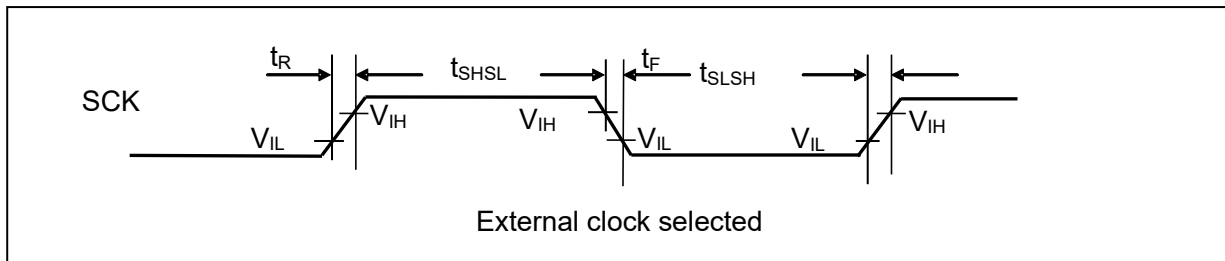 tR tSHSL tF tSLSH
SCK
VIH VIH VIH
VIL VIL VIL
External clock selected